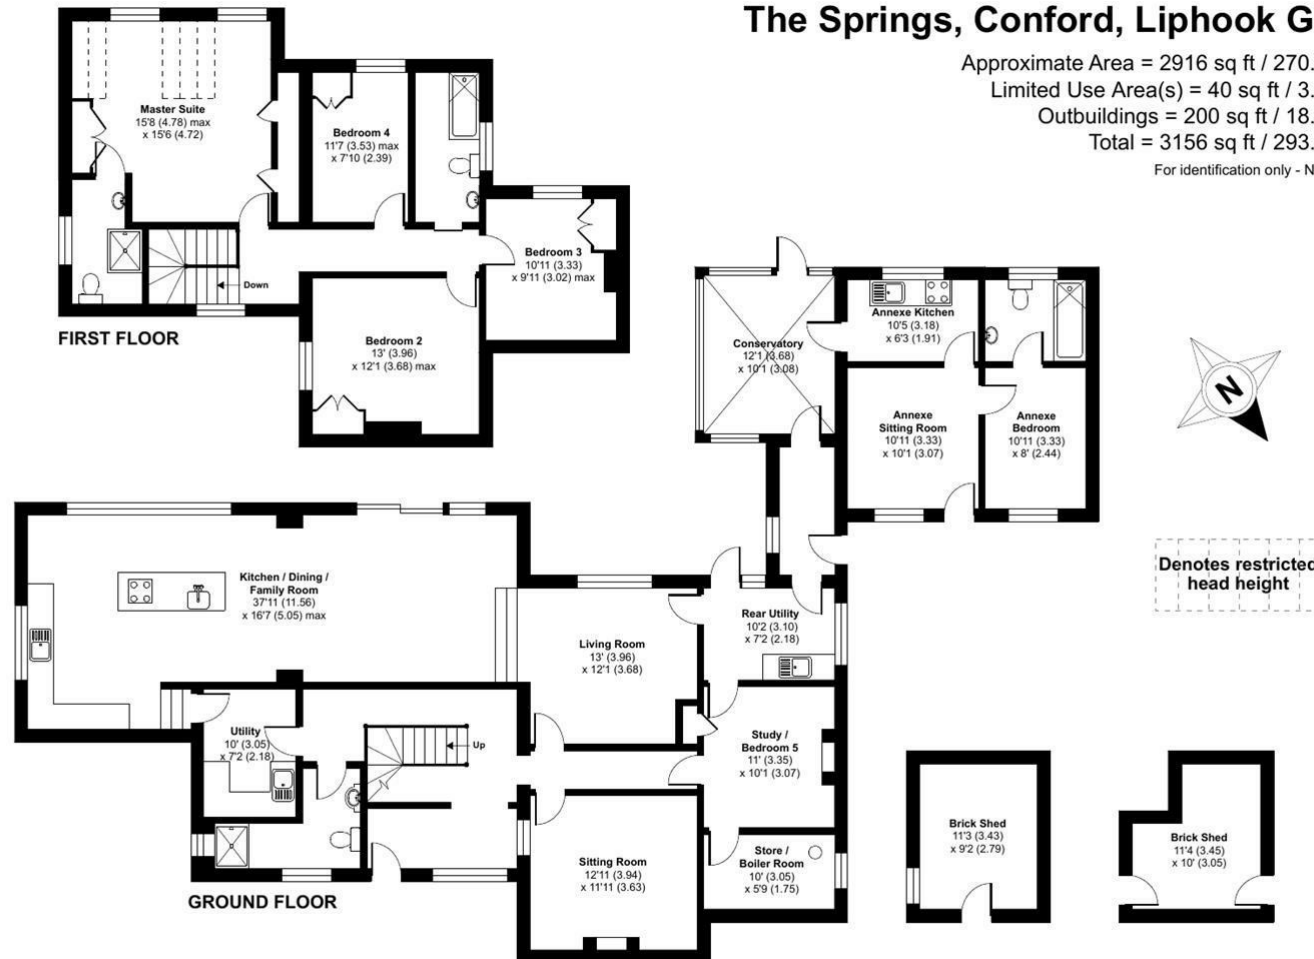 The Springs, Conford, Liphook G
Approximate Area = 2916 sq ft / 270.
Limited Use Area(s) = 40 sq ft / 3.
Outbuildings = 200 sq ft / 18.
Total = 3156 sq ft / 293.
For identification only - N
Master Suite
15'8 (4.78) max
x 15'6 (4.72)
Bedroom 4
11'7 (3.53) max
x 7'10 (2.39)
Bedroom 3
10'11 (3.33)
x 9'11 (3.02) max
Down
Bedroom 2
13' (3.96)
x 12'1 (3.68) max
FIRST FLOOR
Conservatory
12'1 (3.68)
x 10'1 (3.08)
Annexe Kitchen
10'5 (3.18)
x 6'3 (1.91)
Annexe
Sitting Room
10'11 (3.33)
x 10'1 (3.07)
Annexe
Bedroom
10'11 (3.33)
x 8' (2.44)
N
Denotes restricted
head height
Kitchen / Dining /
Family Room
37'11 (11.56)
x 16'7 (5.05) max
Living Room
13' (3.96)
x 12'1 (3.68)
Rear Utility
10'2 (3.10)
x 7'2 (2.18)
Utility
10' (3.05)
x 7'2 (2.18)
Up
Study /
Bedroom 5
11' (3.35)
x 10'1 (3.07)
Sitting Room
12'11 (3.94)
x 11'11 (3.63)
Store /
Boiler Room
10' (3.05)
x 5'9 (1.75)
Brick Shed
11'3 (3.43)
x 9'2 (2.79)
Brick Shed
11'4 (3.45)
x 10' (3.05)
GROUND FLOOR